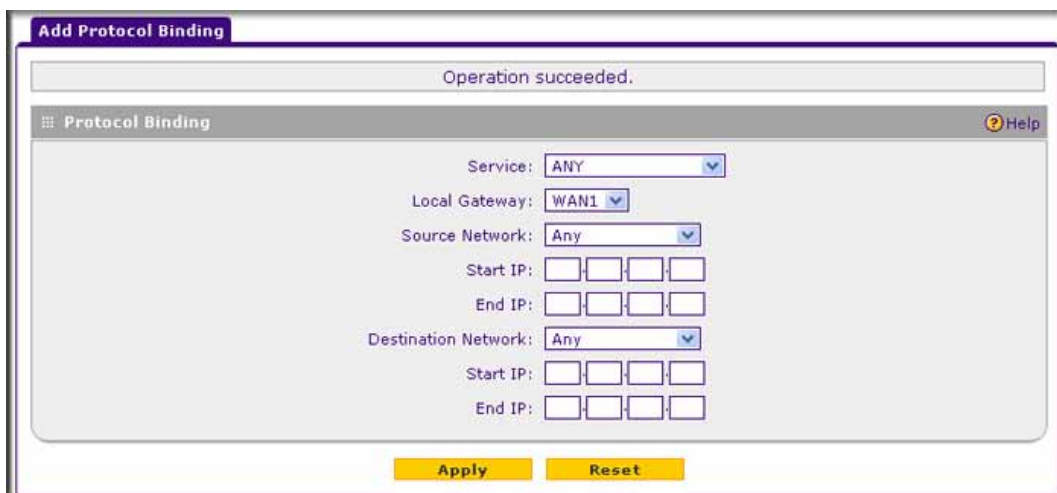 Add Protocol Binding
Operation succeeded.
Protocol Binding
?Help
Service: ANY
Local Gateway: WAN1
Source Network: Any
Start IP:
End IP:
Destination Network: Any
Start IP:
End IP:
Apply Reset